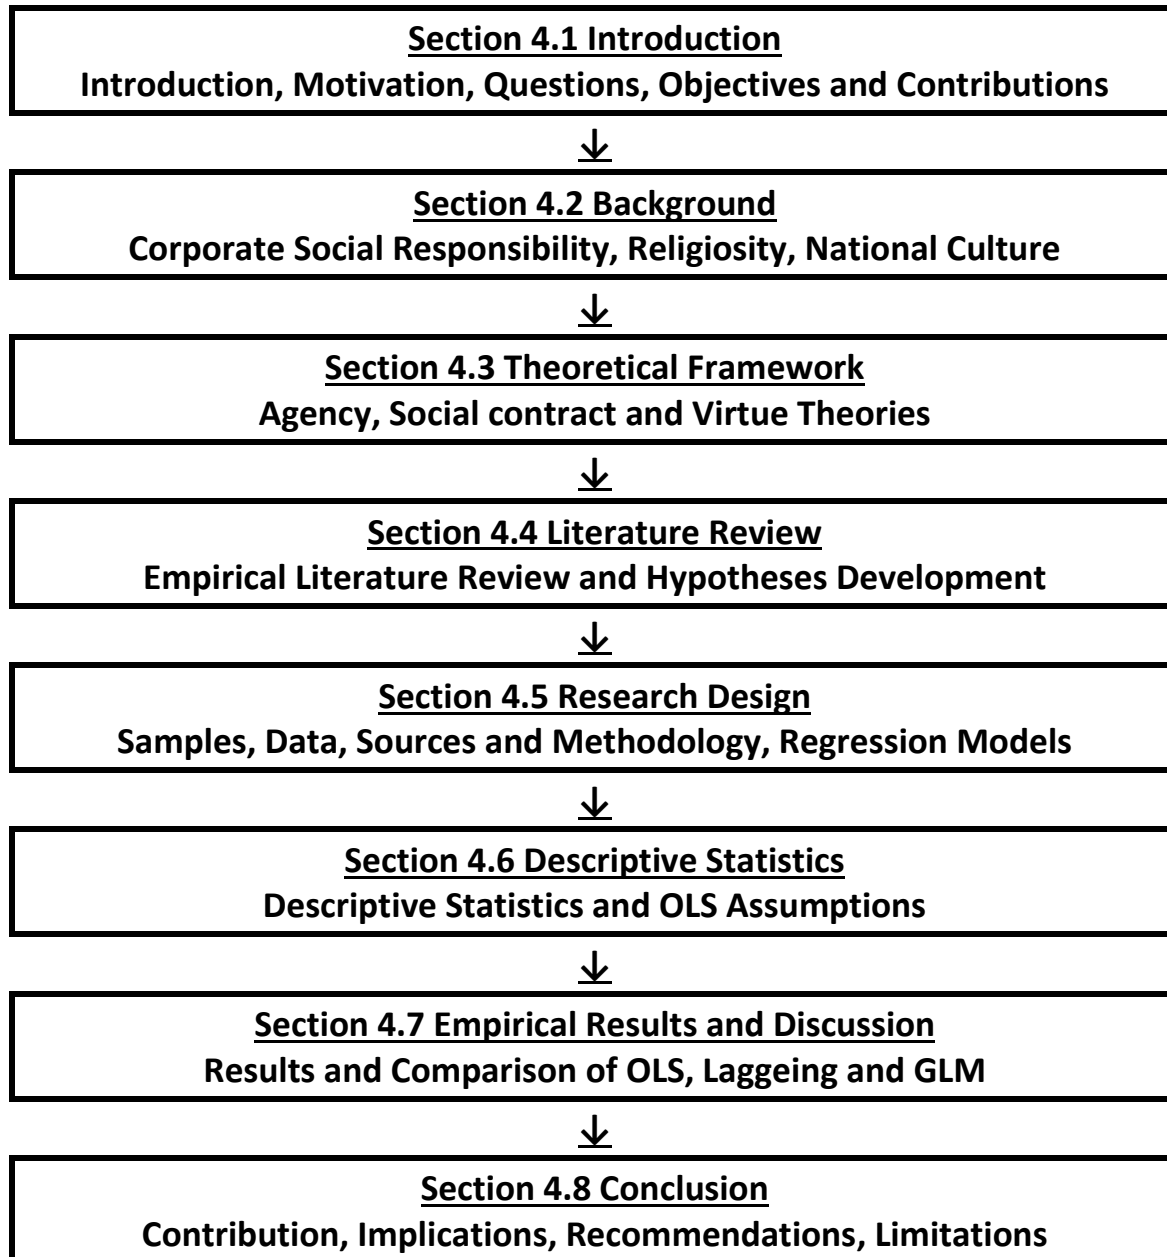 Section 4.1 Introduction
Introduction, Motivation, Questions, Objectives and Contributions
↓
Section 4.2 Background
Corporate Social Responsibility, Religiosity, National Culture
↓
Section 4.3 Theoretical Framework
Agency, Social contract and Virtue Theories
↓
Section 4.4 Literature Review
Empirical Literature Review and Hypotheses Development
↓
Section 4.5 Research Design
Samples, Data, Sources and Methodology, Regression Models
↓
Section 4.6 Descriptive Statistics
Descriptive Statistics and OLS Assumptions
↓
Section 4.7 Empirical Results and Discussion
Results and Comparison of OLS, Laggeing and GLM
↓
Section 4.8 Conclusion
Contribution, Implications, Recommendations, Limitations